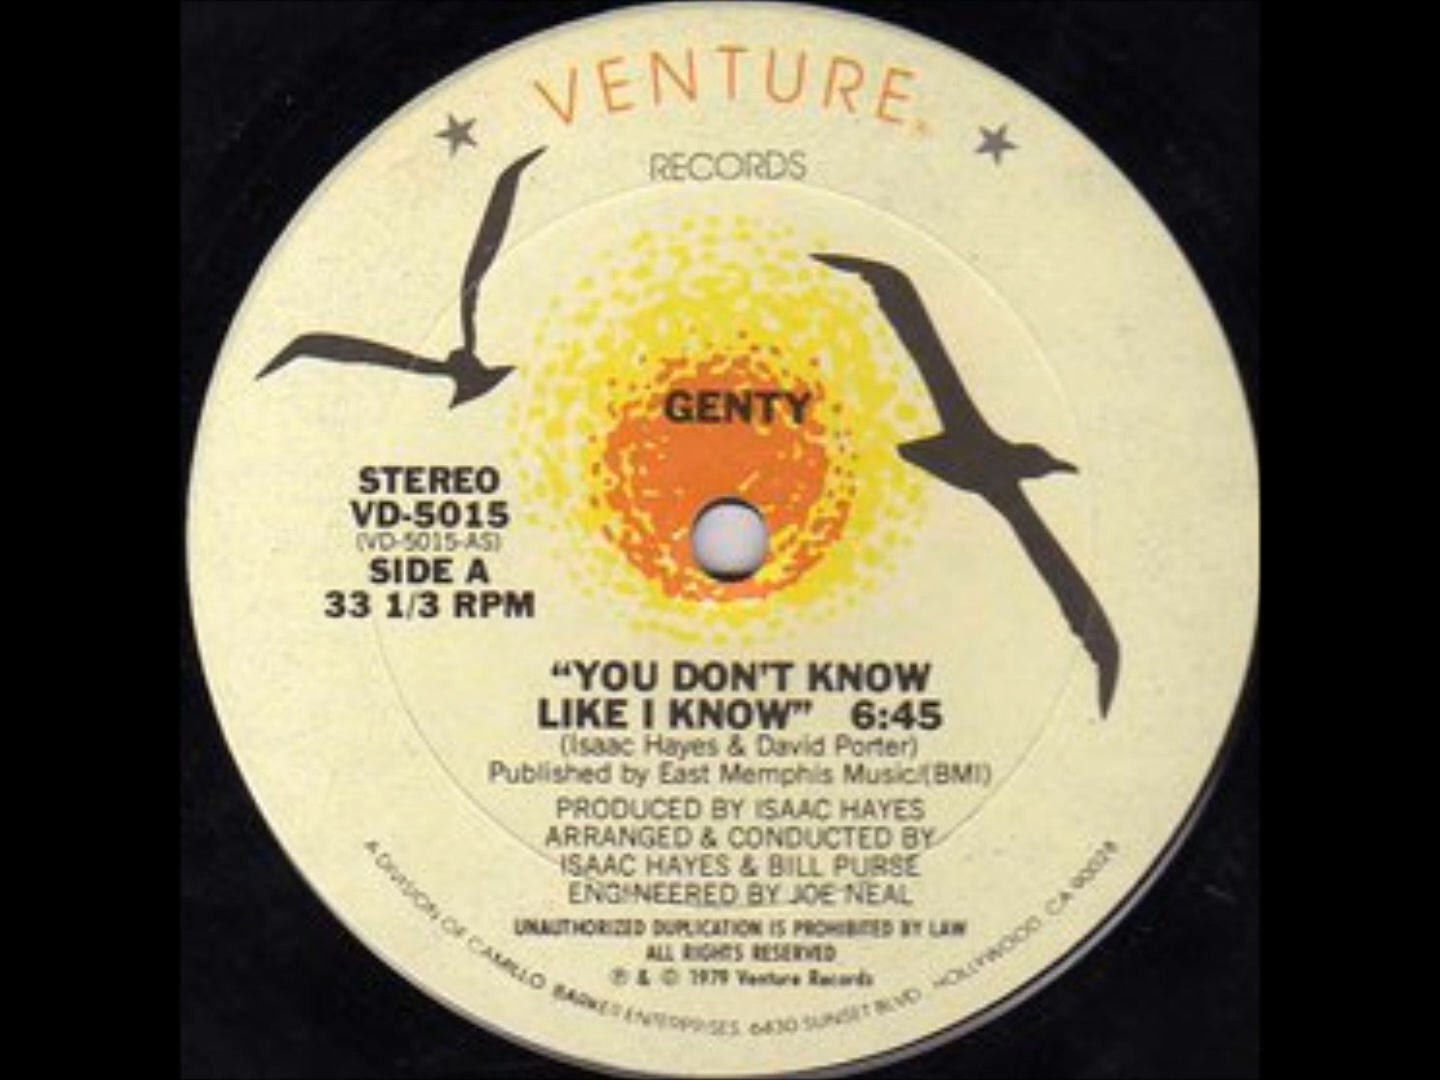 VENTURE®
RECORDS
GENTY
STEREO
VD-5015
(VD-5015-AS)
SIDE A
33 1/3 RPM
“YOU DON'T KNOW
LIKE I KNOW” 6:45
(Isaac Hayes & David Porter)
Published by East Memphis Music/(BMI)
PRODUCED BY ISAAC HAYES
ARRANGED & CONDUCTED BY
ISAAC HAYES & BILL PURSE
ENGINEERED BY JOE NEAL
UNAUTHORIZED DUPLICATION IS PROHIBITED BY LAW
ALL RIGHTS RESERVED
℗ & © 1979 Venture Records
A DIVISION OF CAMILLO BARKER ENTERPRISES, 6430 SUNSET BLVD. HOLLYWOOD, CA 90028